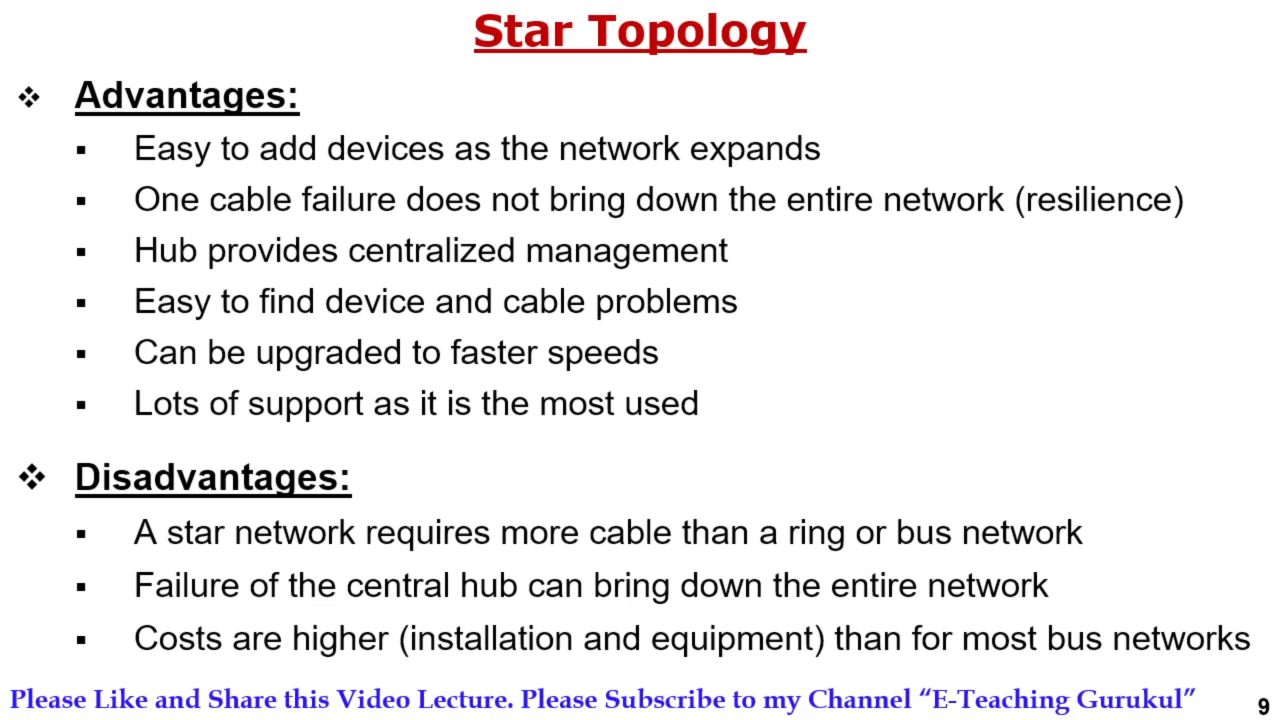 Star Topology
❖ Advantages:
▪ Easy to add devices as the network expands
▪ One cable failure does not bring down the entire network (resilience)
▪ Hub provides centralized management
▪ Easy to find device and cable problems
▪ Can be upgraded to faster speeds
▪ Lots of support as it is the most used
❖ Disadvantages:
▪ A star network requires more cable than a ring or bus network
▪ Failure of the central hub can bring down the entire network
▪ Costs are higher (installation and equipment) than for most bus networks
Please Like and Share this Video Lecture. Please Subscribe to my Channel “E-Teaching Gurukul”
9